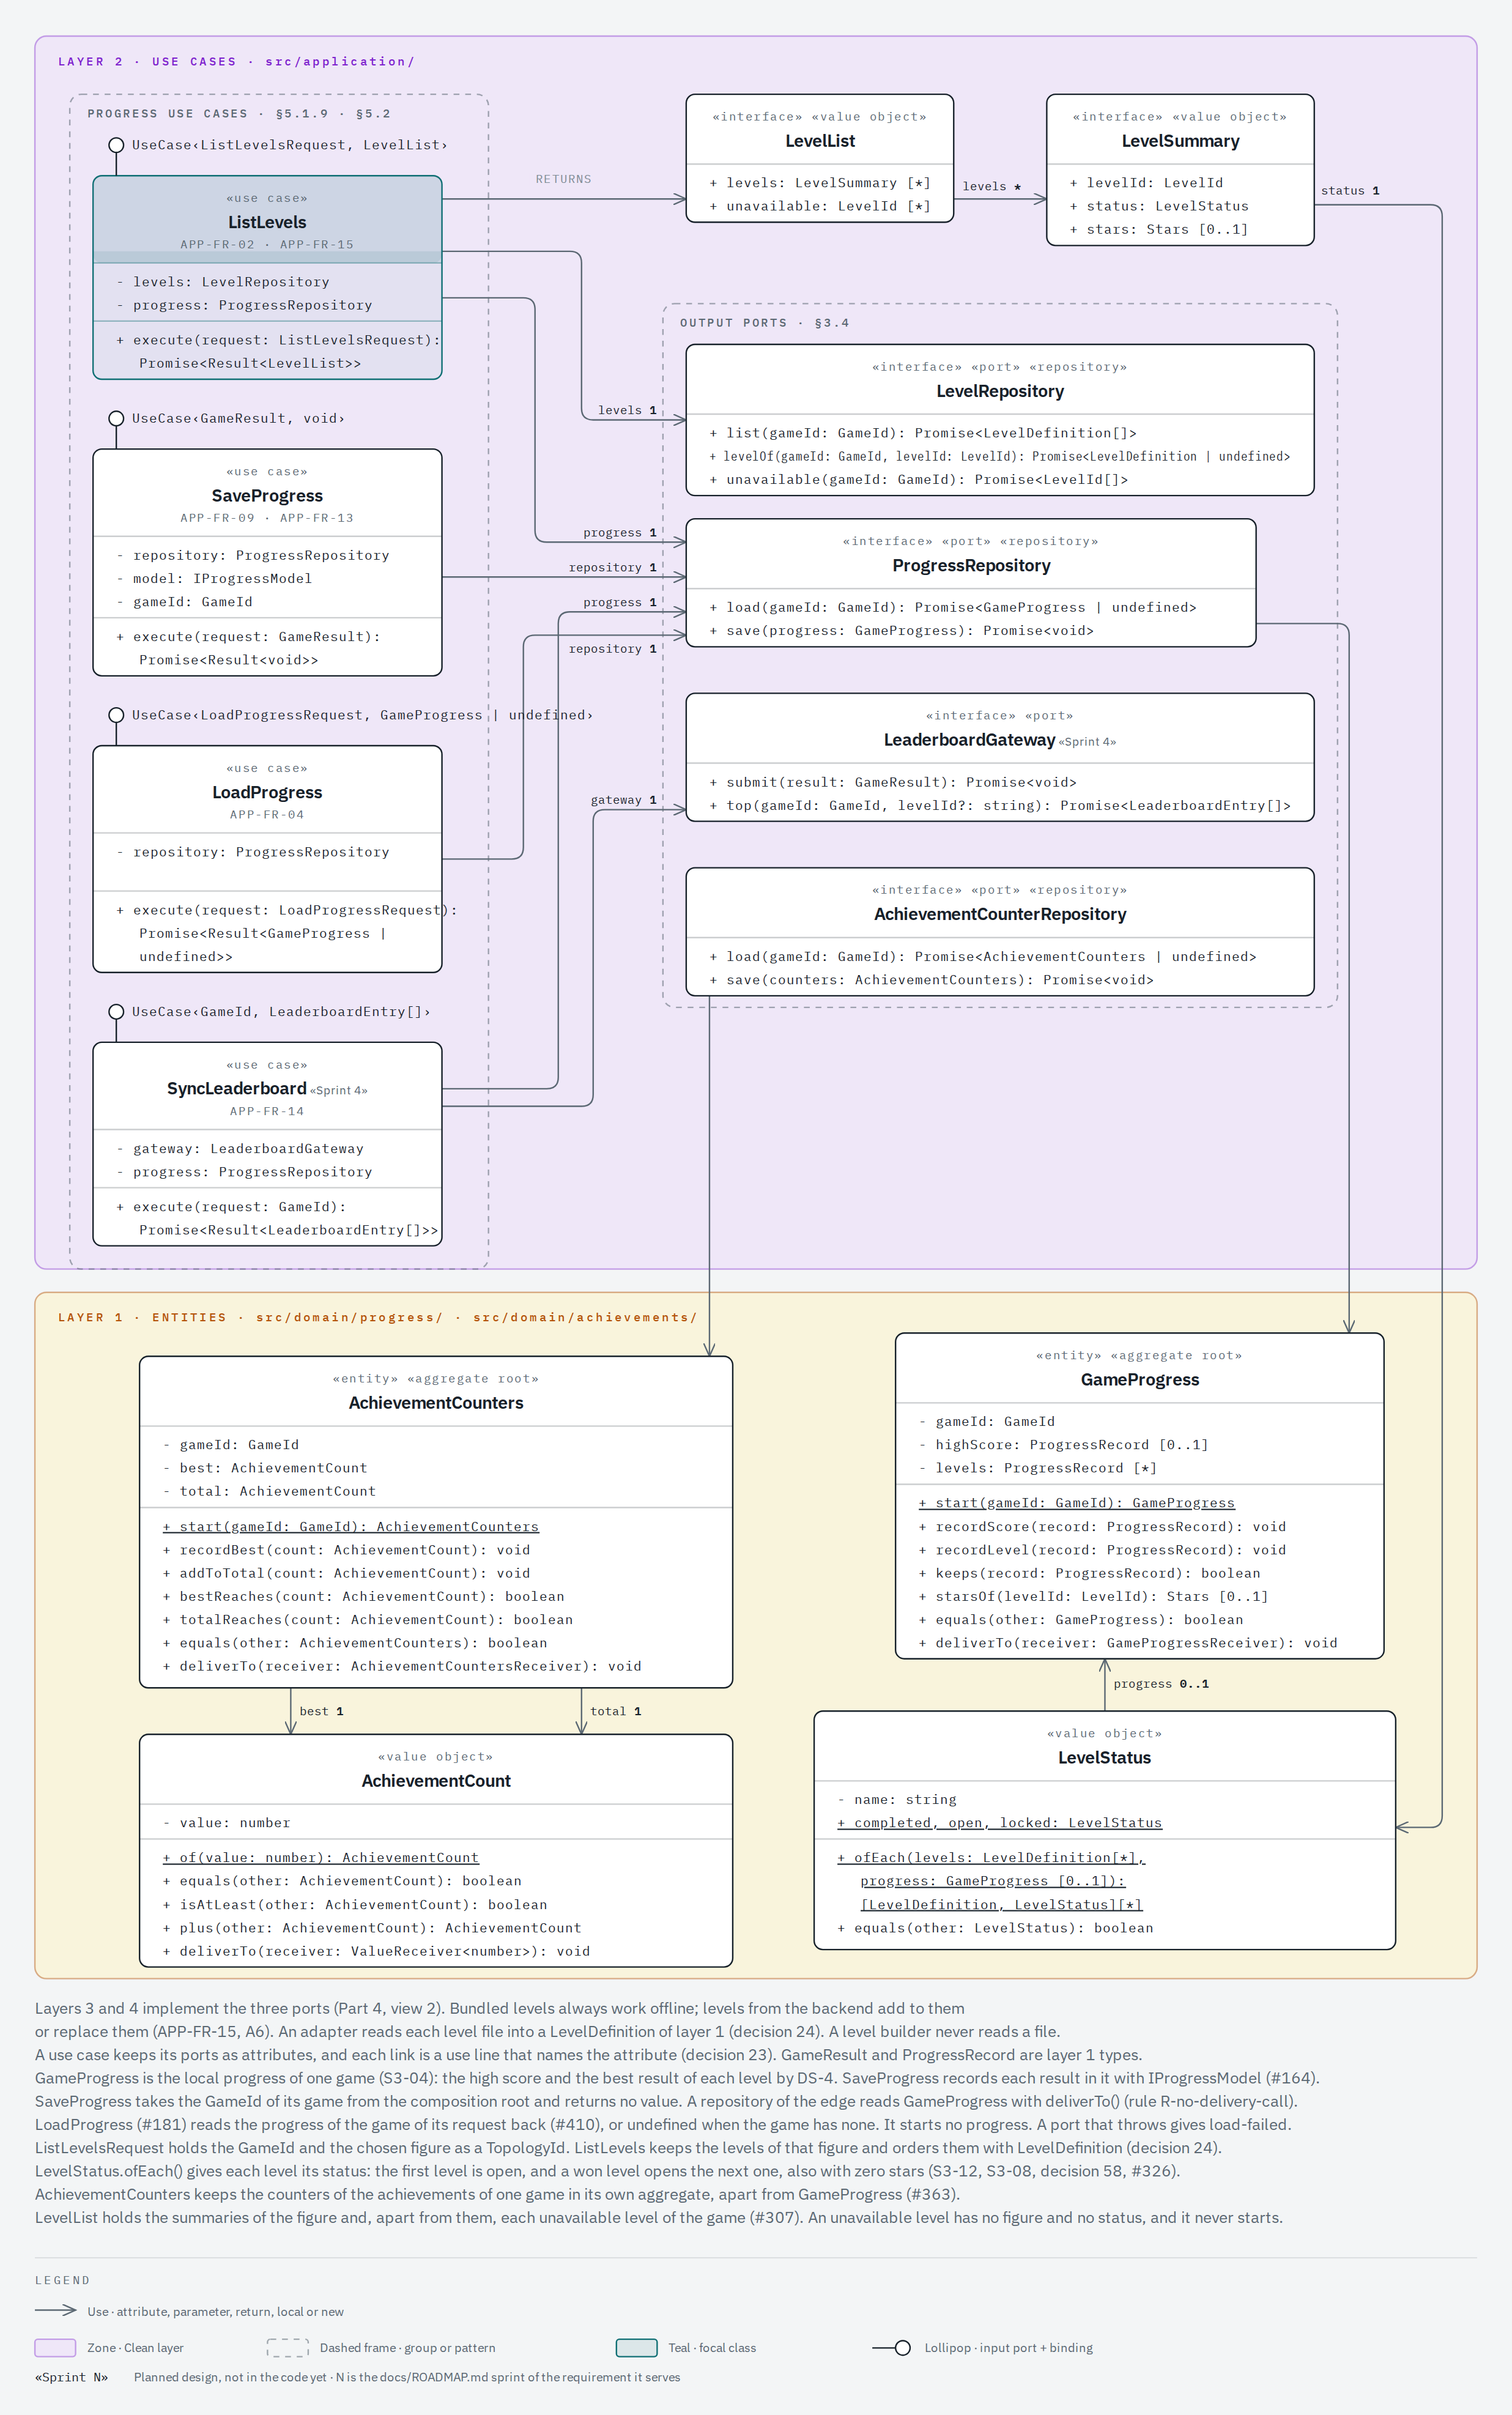 LAYER 2 · USE CASES · src/application/
PROGRESS USE CASES · §5.1.9 · §5.2
UseCase‹ListLevelsRequest, LevelList›
«use case»
ListLevels
APP-FR-02 · APP-FR-15
- levels: LevelRepository
- progress: ProgressRepository
+ execute(request: ListLevelsRequest):
Promise<Result<LevelList>>
UseCase‹GameResult, void›
«use case»
SaveProgress
APP-FR-09 · APP-FR-13
- repository: ProgressRepository
- model: IProgressModel
- gameId: GameId
+ execute(request: GameResult):
Promise<Result<void>>
UseCase‹LoadProgressRequest, GameProgress | undefined›
«use case»
LoadProgress
APP-FR-04
- repository: ProgressRepository
+ execute(request: LoadProgressRequest):
Promise<Result<GameProgress |
undefined>>
UseCase‹GameId, LeaderboardEntry[]›
«use case»
SyncLeaderboard «Sprint 4»
APP-FR-14
- gateway: LeaderboardGateway
- progress: ProgressRepository
+ execute(request: GameId):
Promise<Result<LeaderboardEntry[]>>
RETURNS
«interface» «value object»
LevelList
+ levels: LevelSummary [*]
+ unavailable: LevelId [*]
levels *
«interface» «value object»
LevelSummary
+ levelId: LevelId
+ status: LevelStatus
+ stars: Stars [0..1]
status 1
OUTPUT PORTS · §3.4
levels 1
«interface» «port» «repository»
LevelRepository
+ list(gameId: GameId): Promise<LevelDefinition[]>
+ levelOf(gameId: GameId, levelId: LevelId): Promise<LevelDefinition | undefined>
+ unavailable(gameId: GameId): Promise<LevelId[]>
progress 1
repository 1
progress 1
repository 1
«interface» «port» «repository»
ProgressRepository
+ load(gameId: GameId): Promise<GameProgress | undefined>
+ save(progress: GameProgress): Promise<void>
gateway 1
«interface» «port»
LeaderboardGateway «Sprint 4»
+ submit(result: GameResult): Promise<void>
+ top(gameId: GameId, levelId?: string): Promise<LeaderboardEntry[]>
«interface» «port» «repository»
AchievementCounterRepository
+ load(gameId: GameId): Promise<AchievementCounters | undefined>
+ save(counters: AchievementCounters): Promise<void>
LAYER 1 · ENTITIES · src/domain/progress/ · src/domain/achievements/
«entity» «aggregate root»
AchievementCounters
- gameId: GameId
- best: AchievementCount
- total: AchievementCount
+ start(gameId: GameId): AchievementCounters
+ recordBest(count: AchievementCount): void
+ addToTotal(count: AchievementCount): void
+ bestReaches(count: AchievementCount): boolean
+ totalReaches(count: AchievementCount): boolean
+ equals(other: AchievementCounters): boolean
+ deliverTo(receiver: AchievementCountersReceiver): void
best 1
total 1
«value object»
AchievementCount
- value: number
+ of(value: number): AchievementCount
+ equals(other: AchievementCount): boolean
+ isAtLeast(other: AchievementCount): boolean
+ plus(other: AchievementCount): AchievementCount
+ deliverTo(receiver: ValueReceiver<number>): void
«entity» «aggregate root»
GameProgress
- gameId: GameId
- highScore: ProgressRecord [0..1]
- levels: ProgressRecord [*]
+ start(gameId: GameId): GameProgress
+ recordScore(record: ProgressRecord): void
+ recordLevel(record: ProgressRecord): void
+ keeps(record: ProgressRecord): boolean
+ starsOf(levelId: LevelId): Stars [0..1]
+ equals(other: GameProgress): boolean
+ deliverTo(receiver: GameProgressReceiver): void
progress 0..1
«value object»
LevelStatus
- name: string
+ completed, open, locked: LevelStatus
+ ofEach(levels: LevelDefinition[*],
progress: GameProgress [0..1]):
[LevelDefinition, LevelStatus][*]
+ equals(other: LevelStatus): boolean
Layers 3 and 4 implement the three ports (Part 4, view 2). Bundled levels always work offline; levels from the backend add to them
or replace them (APP-FR-15, A6). An adapter reads each level file into a LevelDefinition of layer 1 (decision 24). A level builder never reads a file.
A use case keeps its ports as attributes, and each link is a use line that names the attribute (decision 23). GameResult and ProgressRecord are layer 1 types.
GameProgress is the local progress of one game (S3-04): the high score and the best result of each level by DS-4. SaveProgress records each result in it with IProgressModel (#164).
SaveProgress takes the GameId of its game from the composition root and returns no value. A repository of the edge reads GameProgress with deliverTo() (rule R-no-delivery-call).
LoadProgress (#181) reads the progress of the game of its request back (#410), or undefined when the game has none. It starts no progress. A port that throws gives load-failed.
ListLevelsRequest holds the GameId and the chosen figure as a TopologyId. ListLevels keeps the levels of that figure and orders them with LevelDefinition (decision 24).
LevelStatus.ofEach() gives each level its status: the first level is open, and a won level opens the next one, also with zero stars (S3-12, S3-08, decision 58, #326).
AchievementCounters keeps the counters of the achievements of one game in its own aggregate, apart from GameProgress (#363).
LevelList holds the summaries of the figure and, apart from them, each unavailable level of the game (#307). An unavailable level has no figure and no status, and it never starts.
LEGEND
Use · attribute, parameter, return, local or new
Zone · Clean layer
Dashed frame · group or pattern
Teal · focal class
Lollipop · input port + binding
«Sprint N» Planned design, not in the code yet · N is the docs/ROADMAP.md sprint of the requirement it serves